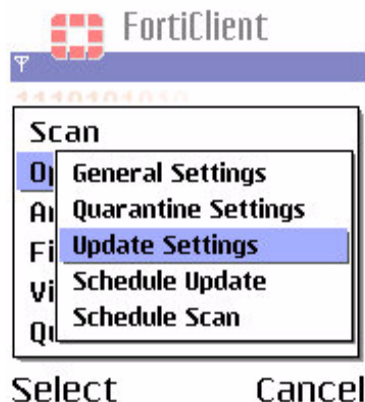 FortiClient
Scan
General Settings
Quarantine Settings
Update Settings
Schedule Update
Schedule Scan
Select Cancel